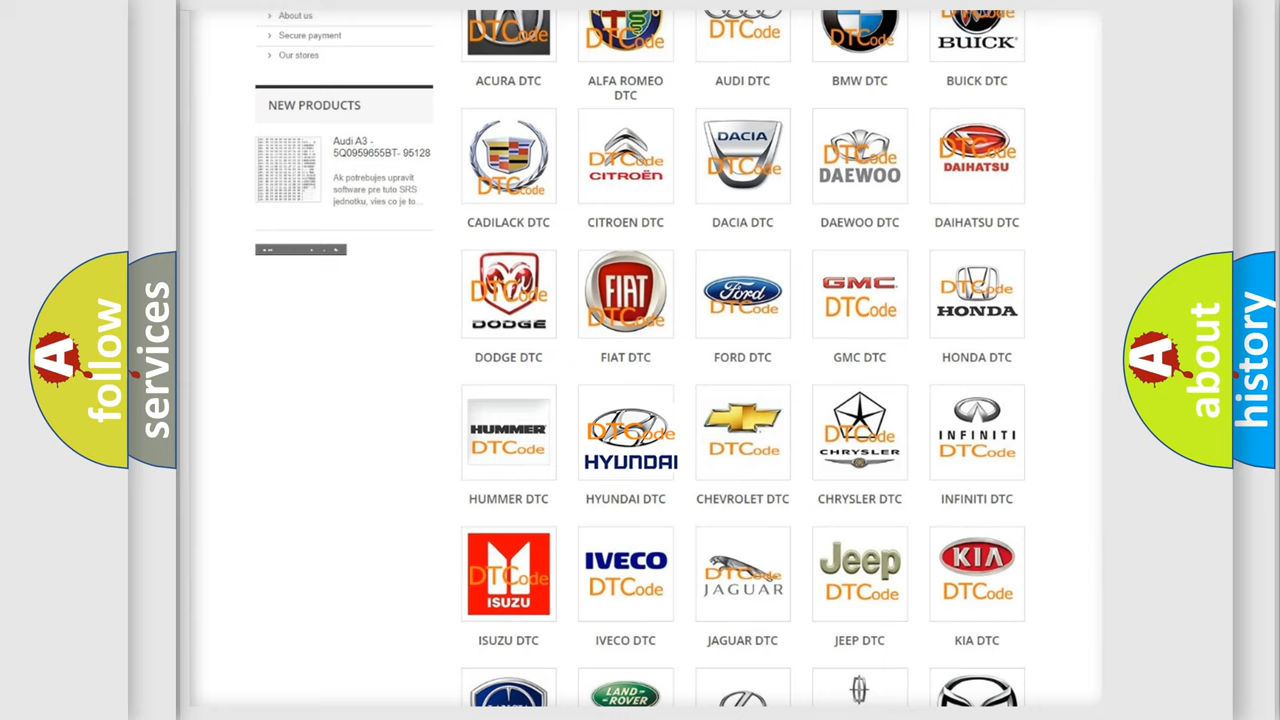 About us
Secure payment
Our stores
NEW PRODUCTS
Audi A3 -
5Q0959655BT- 95128
Ak potrebujes upravit
software pre tuto SRS
jednotku, vies co je to...
DTCode
DTCode
DTCode
DTCode
BUICK
ACURA DTC
ALFA ROMEO
DTC
AUDI DTC
BMW DTC
BUICK DTC
DTCode
DTCode
CITROËN
DACIA
DTCode
DTCode
DAEWOO
DTCode
DAIHATSU
CADILACK DTC
CITROEN DTC
DACIA DTC
DAEWOO DTC
DAIHATSU DTC
DTCode
DODGE
FIAT
DTCode
Ford
DTCode
GMC
DTCode
DTCode
HONDA
DODGE DTC
FIAT DTC
FORD DTC
GMC DTC
HONDA DTC
HUMMER
DTCode
DTCode
HYUNDAI
DTCode
DTCode
CHRYSLER
INFINITI
DTCode
HUMMER DTC
HYUNDAI DTC
CHEVROLET DTC
CHRYSLER DTC
INFINITI DTC
DTCode
ISUZU
IVECO
DTCode
DTCode
JAGUAR
Jeep
DTCode
KIA
DTCode
ISUZU DTC
IVECO DTC
JAGUAR DTC
JEEP DTC
KIA DTC
LAND-
ROVER
A
follow
services
A
about
history